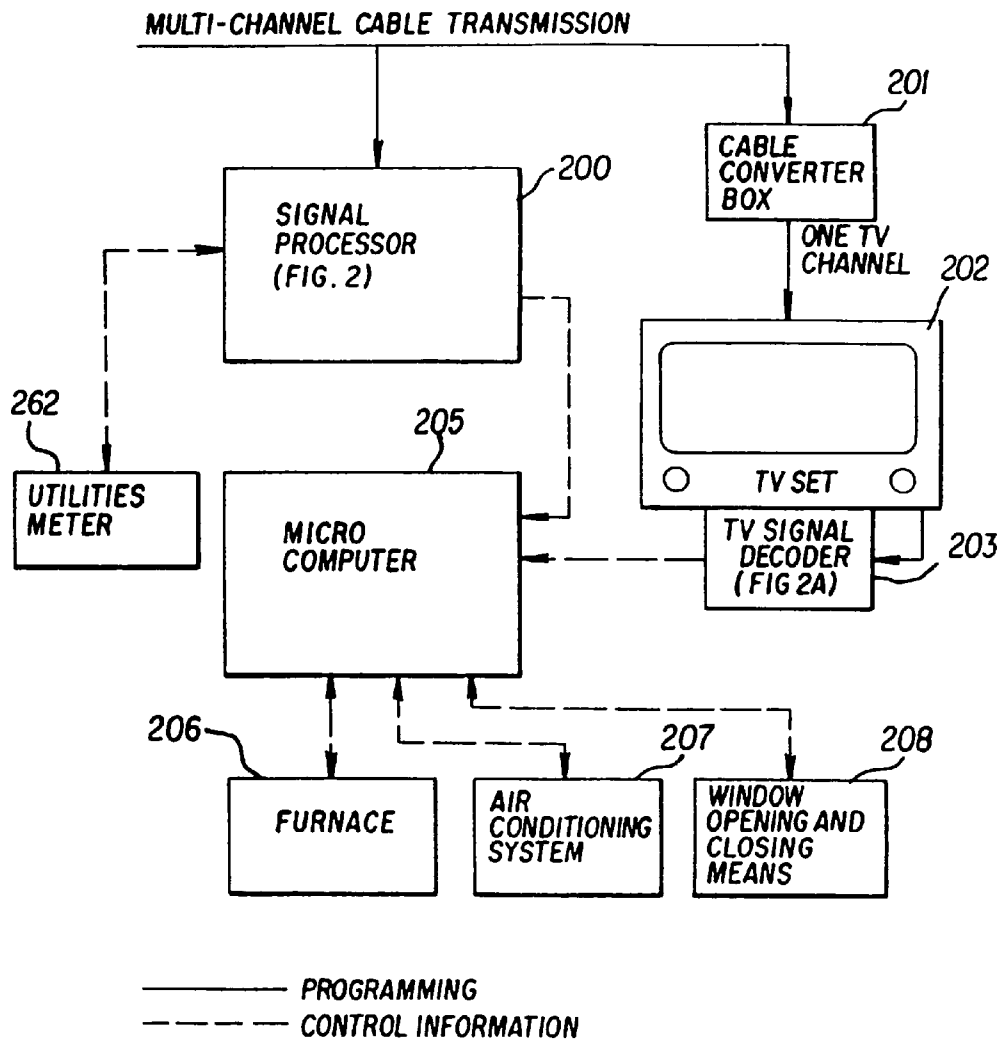 MULTI-CHANNEL CABLE TRANSMISSION
201
CABLE
CONVERTER
BOX
200
SIGNAL
PROCESSOR
(FIG. 2)
ONE TV
CHANNEL
202
262
UTILITIES
METER
205
MICRO
COMPUTER
TV SET
TV SIGNAL
DECODER
(FIG 2A)
203
206
FURNACE
207
AIR
CONDITIONING
SYSTEM
208
WINDOW
OPENING AND
CLOSING
MEANS
PROGRAMMING
CONTROL INFORMATION